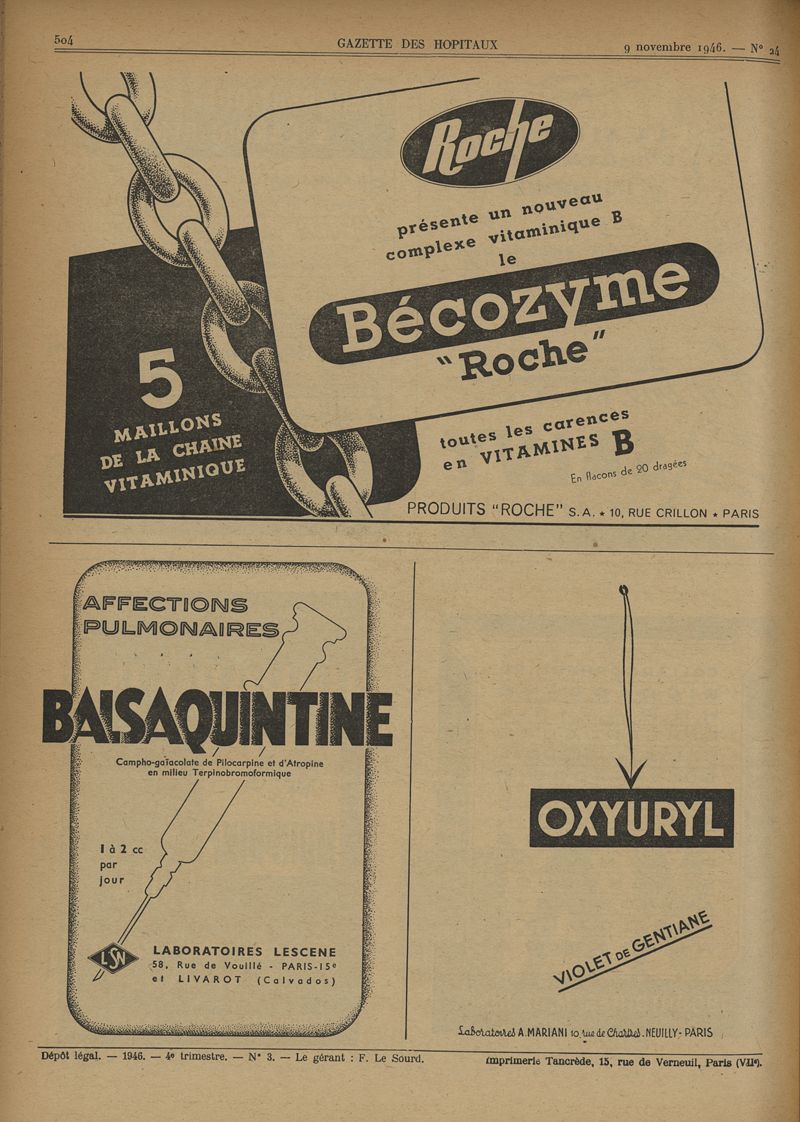 504
GAZETTE DES HOPITAUX
9 novembre 1946. — N° 24
Roche
présente un nouveau
complexe vitaminique B
le
Bécozyme
"Roche"
5
MAILLONS
DE LA CHAINE
VITAMINIQUE
toutes les carences
en VITAMINES B
En flacons de 20 dragées
PRODUITS "ROCHE" S.A. ★ 10, RUE CRILLON ★ PARIS
AFFECTIONS
PULMONAIRES
BALSAQUINTINE
Campho-gaïacolate de Pilocarpine et d'Atropine
en milieu Terpinobromoformique
1 à 2 cc
par
jour
LSN
LABORATOIRES LESCENE
58, Rue de Vouillé - PARIS-15e
et LIVAROT (Calvados)
OXYURYL
VIOLET DE GENTIANE
Laboratoires A. MARIANI 10, rue de Chartres. NEUILLY - PARIS
Dépôt légal. — 1946. — 4e trimestre. — N° 3. — Le gérant : F. Le Sourd.
Imprimerie Tancrède, 15, rue de Verneuil, Paris (VIIe).